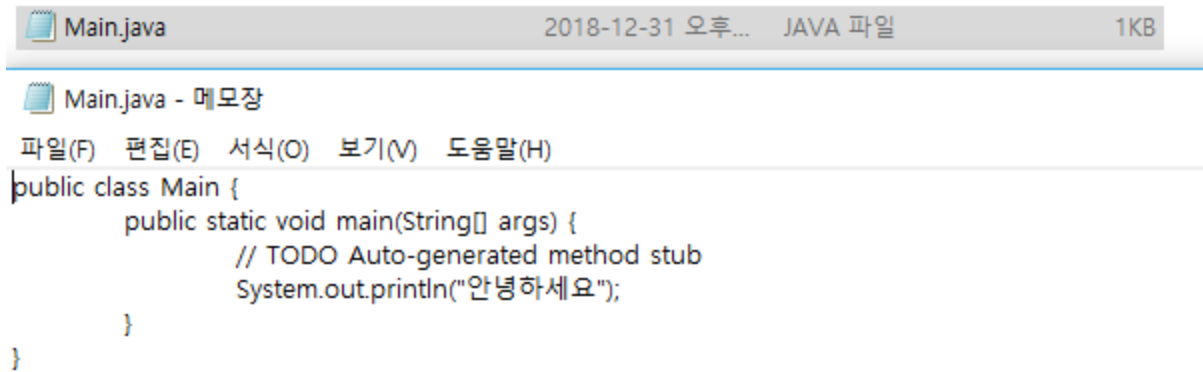 Main.java 2018-12-31 오후... JAVA 파일 1KB
Main.java - 메모장
파일(F) 편집(E) 서식(O) 보기(V) 도움말(H)
public class Main {
public static void main(String[] args) {
// TODO Auto-generated method stub
System.out.println("안녕하세요");
}
}